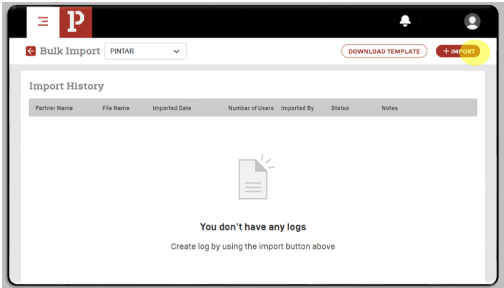 P
Bulk Import PINTAR DOWNLOAD TEMPLATE + IMPORT
Import History
Partner Name File Name Imported Date Number of Users Imported By Status Notes
You don't have any logs
Create log by using the import button above